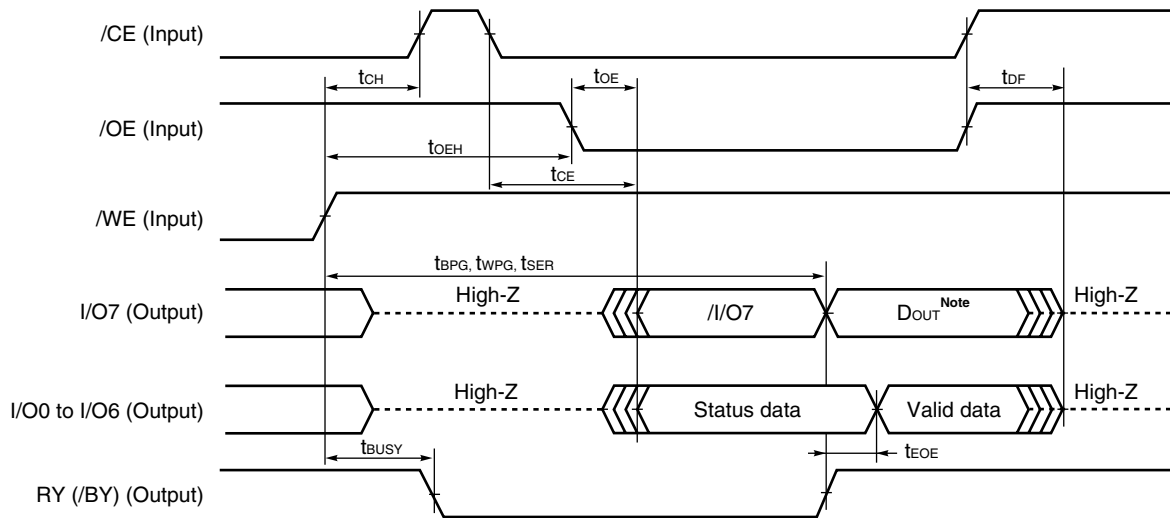 /CE (Input)
tCH
tOE
tDF
/OE (Input)
tOEH
tCE
/WE (Input)
tBPG, tWPG, tSER
High-Z
High-Z
I/O7 (Output)
/I/O7
DOUT Note
High-Z
High-Z
I/O0 to I/O6 (Output)
Status data
Valid data
tBUSY
tEOE
RY (/BY) (Output)